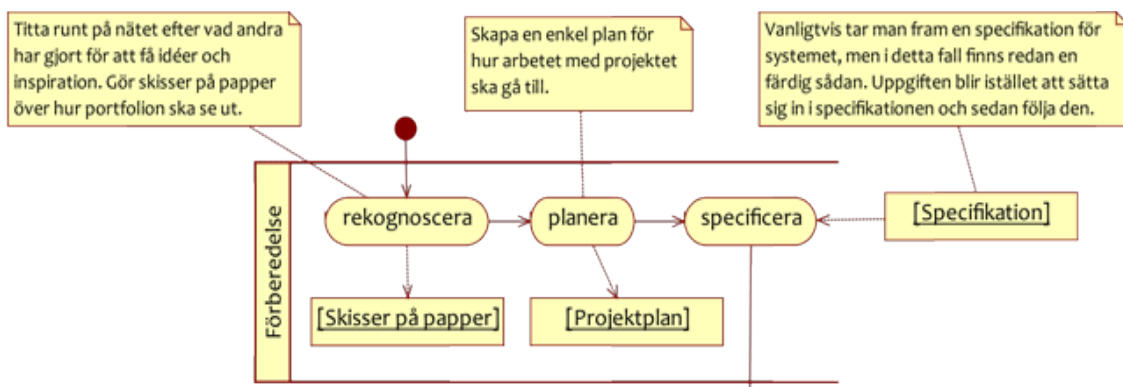 Titta runt på nätet efter vad andra
har gjort för att få idéer och
inspiration. Gör skisser på papper
över hur portfolion ska se ut.
Skapa en enkel plan för
hur arbetet med projektet
ska gå till.
Vanligtvis tar man fram en specifikation för
systemet, men i detta fall finns redan en
färdig sådan. Uppgiften blir istället att sätta
sig in i specifikationen och sedan följa den.
Förberedelse
rekognoscera
planera
specificera
[Specifikation]
[Skisser på papper]
[Projektplan]